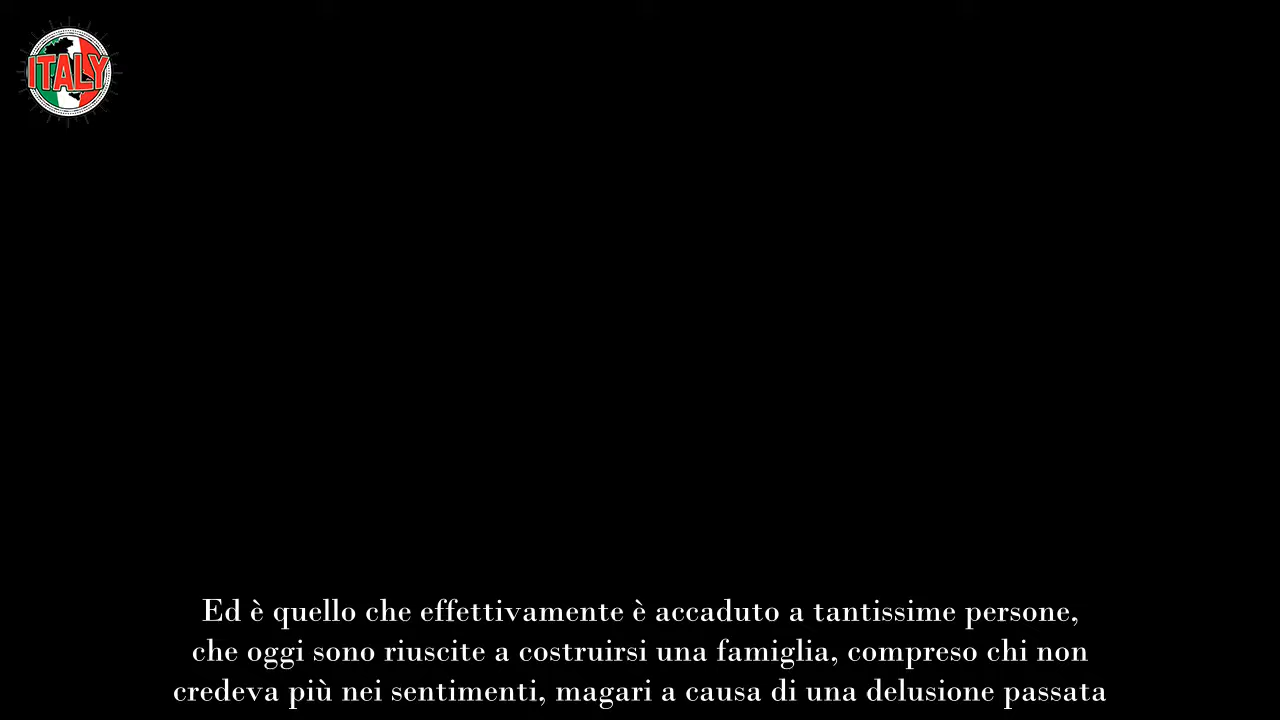 ITALY
Ed è quello che effettivamente è accaduto a tantissime persone,
che oggi sono riuscite a costruirsi una famiglia, compreso chi non
credeva più nei sentimenti, magari a causa di una delusione passata